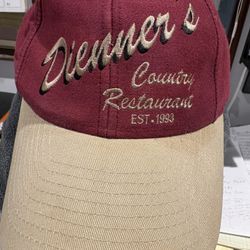 Dienner's
Country
Restaurant
EST. 1993